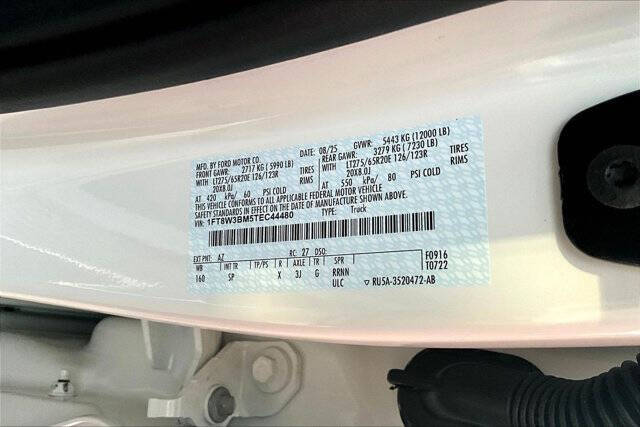 MFD. BY FORD MOTOR CO. DATE: 08/25 GVWR: 5443 KG (12000 LB)
FRONT GAWR: 2717 KG ( 5990 LB) REAR GAWR: 3279 KG ( 7230 LB)
WITH LT275/65R20E 126/123R TIRES WITH LT275/65R20E 126/123R TIRES
20X8.0J RIMS 20X8.0J RIMS
AT 420 kPa/ 60 PSI COLD AT 550 kPa/ 80 PSI COLD
THIS VEHICLE CONFORMS TO ALL APPLICABLE FEDERAL MOTOR VEHICLE
SAFETY STANDARDS IN EFFECT ON THE DATE OF MANUFACTURE SHOWN ABOVE.
VIN: 1FT8W3BM5TEC44480 TYPE: Truck
EXT PNT: AZ RC: 27 DSO: F0916
WB INT TR TP/PS R AXLE TR SPR T0722
160 SP X 3J G RRNN
ULC ▽ RU5A-3520472-AB